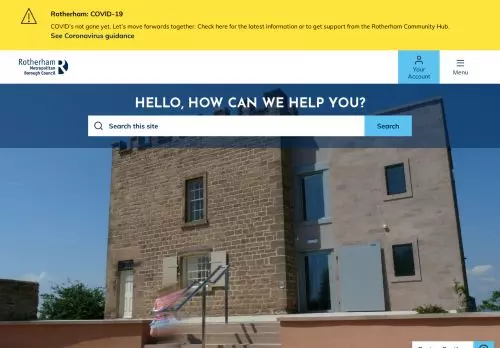 Rotherham: COVID-19
COVID's not gone yet. Let's move forwards together. Check here for the latest information or to get support from the Rotherham Community Hub.
See Coronavirus guidance
Rotherham
Metropolitan
Borough Council
Your
Account
Menu
HELLO, HOW CAN WE HELP YOU?
Search this site
Search